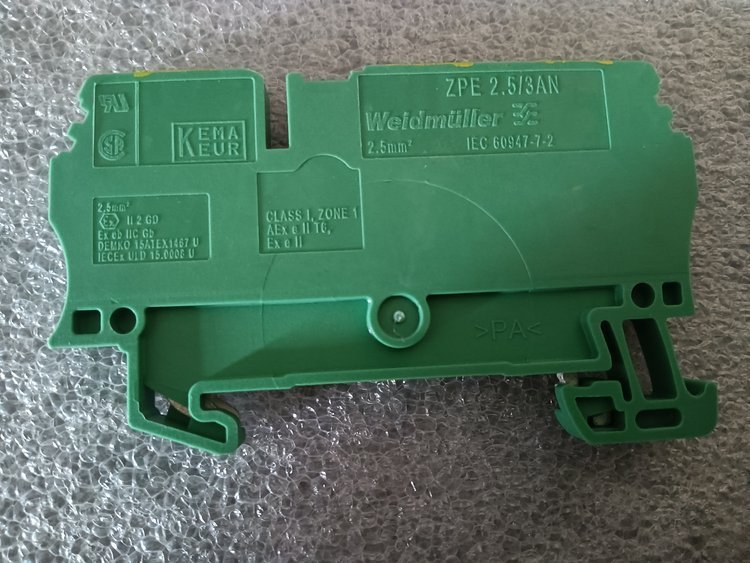 ZPE 2.5/3AN
Weidmüller
2.5mm² IEC 60947-7-2
KEMA
KEUR
2.5mm²
II 2 GD
Ex eb IIC Gb
DEMKO 15ATEX1467 U
IECEx ULD 15.0008 U
CLASS I, ZONE 1
AEx e II T6,
Ex e II
>PA<